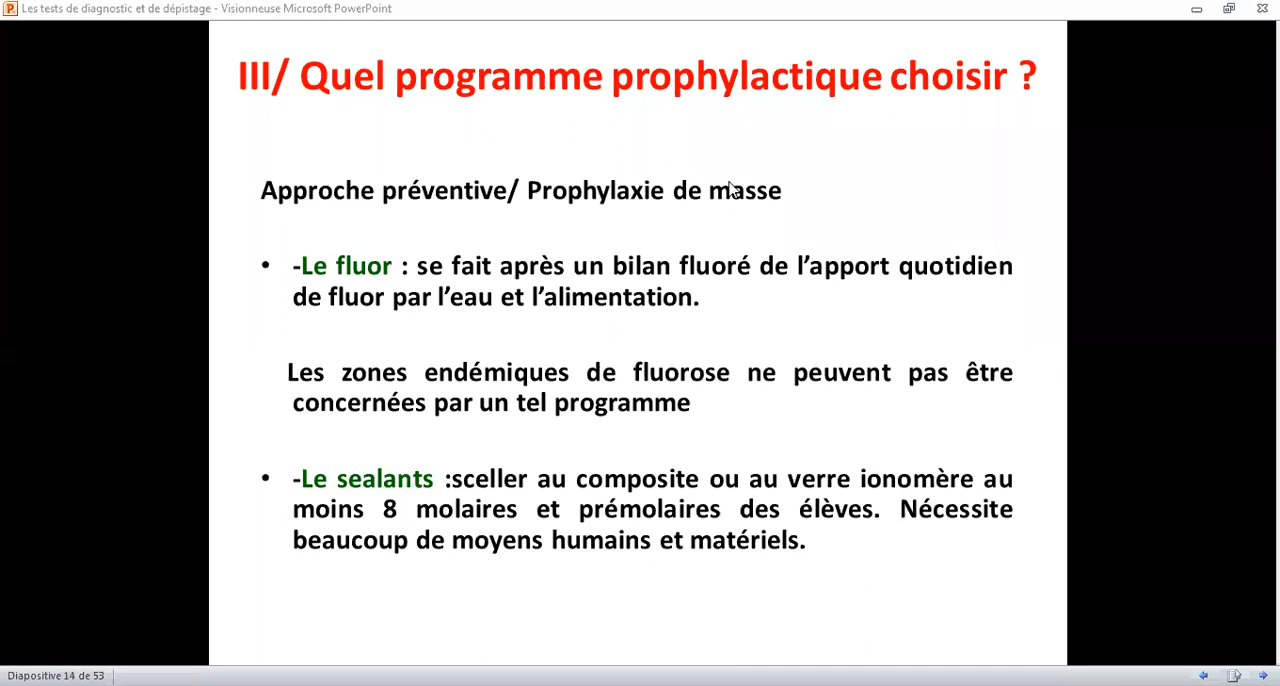 Les tests de diagnostic et de dépistage - Visionneuse Microsoft PowerPoint
III/ Quel programme prophylactique choisir ?
Approche préventive/ Prophylaxie de masse
• -Le fluor : se fait après un bilan fluoré de l'apport quotidien
de fluor par l'eau et l'alimentation.
Les zones endémiques de fluorose ne peuvent pas être
concernées par un tel programme
• -Le sealants :sceller au composite ou au verre ionomère au
moins 8 molaires et prémolaires des élèves. Nécessite
beaucoup de moyens humains et matériels.
Diapositive 14 de 53